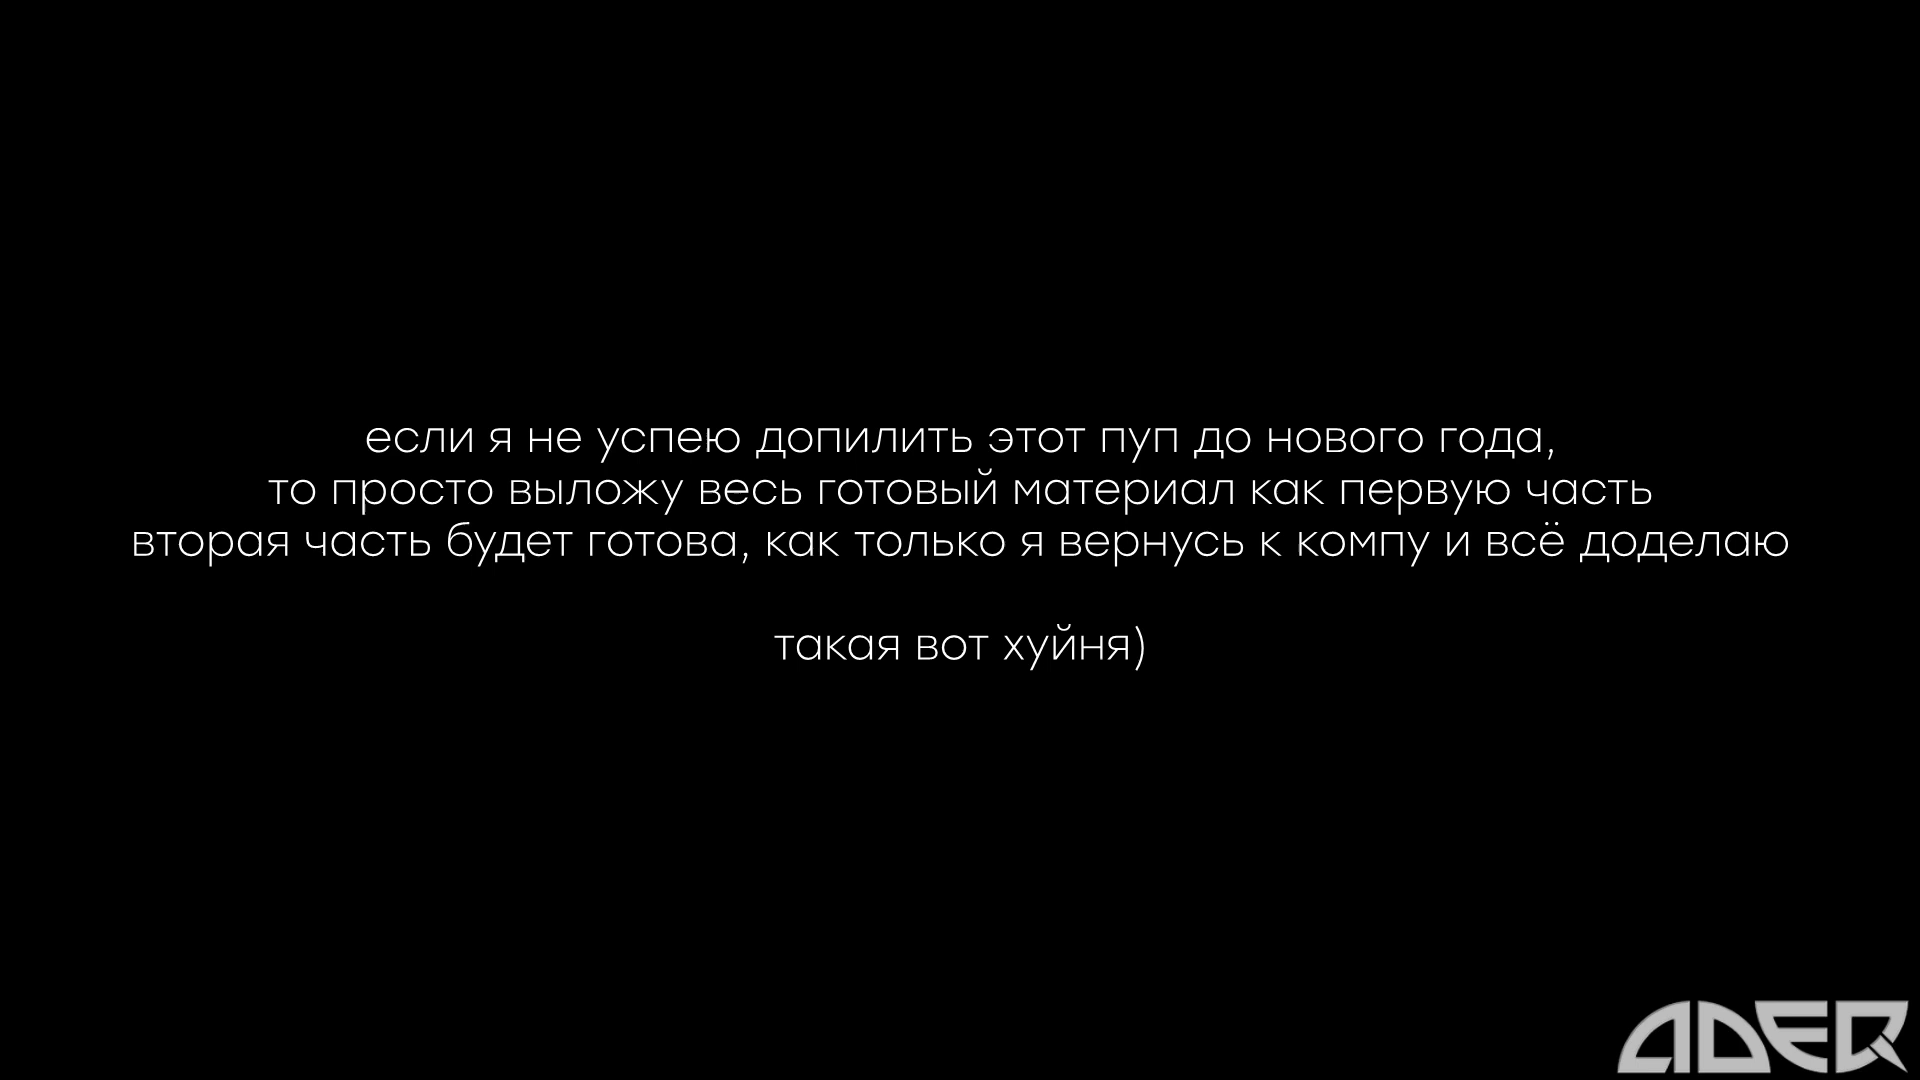 если я не успею допилить этот пуп до нового года,
то просто выложу весь готовый материал как первую часть
вторая часть будет готова, как только я вернусь к компу и всё доделаю
такая вот хуйня)
ADER